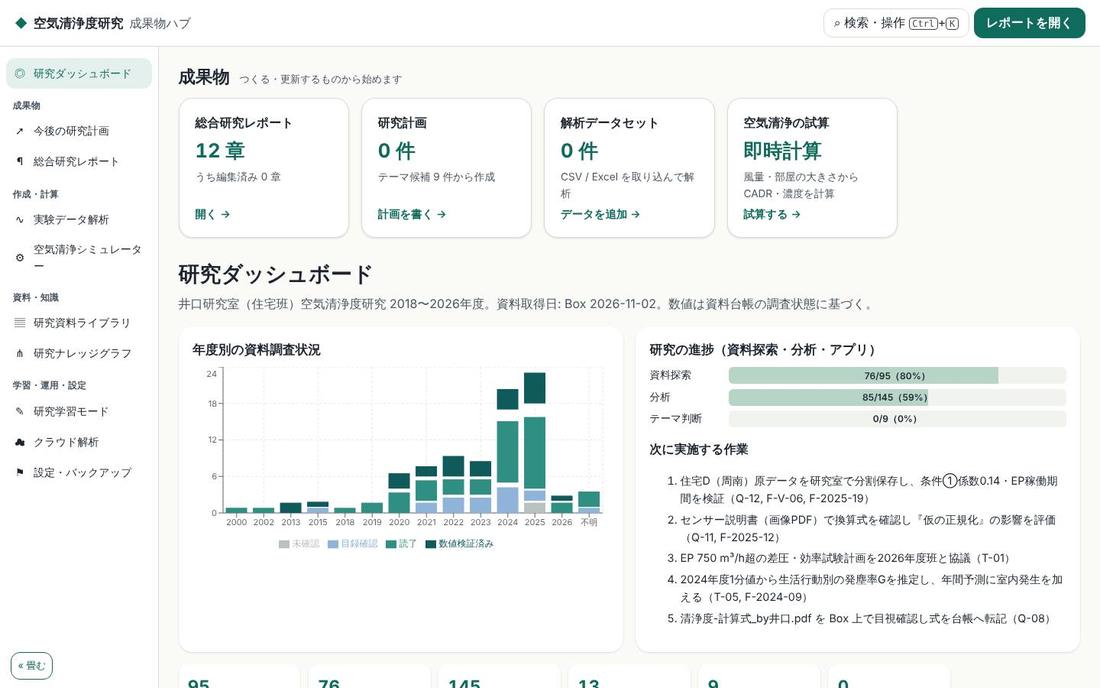 空気清浄度研究 成果物ハブ
検索・操作 Ctrl+K
レポートを開く
研究ダッシュボード
成果物
今後の研究計画
総合研究レポート
作成・計算
実験データ解析
空気清浄シミュレータ
ー
資料・知識
研究資料ライブラリ
研究ナレッジグラフ
学習・運用・設定
研究学習モード
クラウド解析
設定・バックアップ
« 畳む
成果物 つくる・更新するものから始めます
総合研究レポート
12 章
うち編集済み 0 章
開く →
研究計画
0 件
テーマ候補 9 件から作成
計画を書く →
解析データセット
0 件
CSV / Excel を取り込んで解
析
データを追加 →
空気清浄の試算
即時計算
風量・部屋の大きさから
CADR・濃度を計算
試算する →
研究ダッシュボード
井口研究室（住宅班）空気清浄度研究 2018〜2026年度。資料取得日: Box 2026-11-02。数値は資料台帳の調査状態に基づく。
年度別の資料調査状況
24
18
12
6
0
2000 2002 2013 2015 2018 2019 2020 2021 2022 2023 2024 2025 2026 不明
未確認 目録確認 読了 数値検証済み
研究の進捗（資料探索・分析・アプリ）
資料探索 76/95（80%）
分析 85/145（59%）
テーマ判断 0/9（0%）
次に実施する作業
1. 住宅D（周南）原データを研究室で分割保存し、条件①係数0.14・EP稼働期
間を検証（Q-12, F-V-06, F-2025-19）
2. センサー説明書（画像PDF）で換算式を確認し『仮の正規化』の影響を評価
（Q-11, F-2025-12）
3. EP 750 m³/h超の差圧・効率試験計画を2026年度班と協議（T-01）
4. 2024年度1分値から生活行動別の発塵率Gを推定し、年間予測に室内発生を加
える（T-05, F-2024-09）
5. 清浄度-計算式_by井口.pdf を Box 上で目視確認し式を台帳へ転記（Q-08）
95 76 145 13 9 0